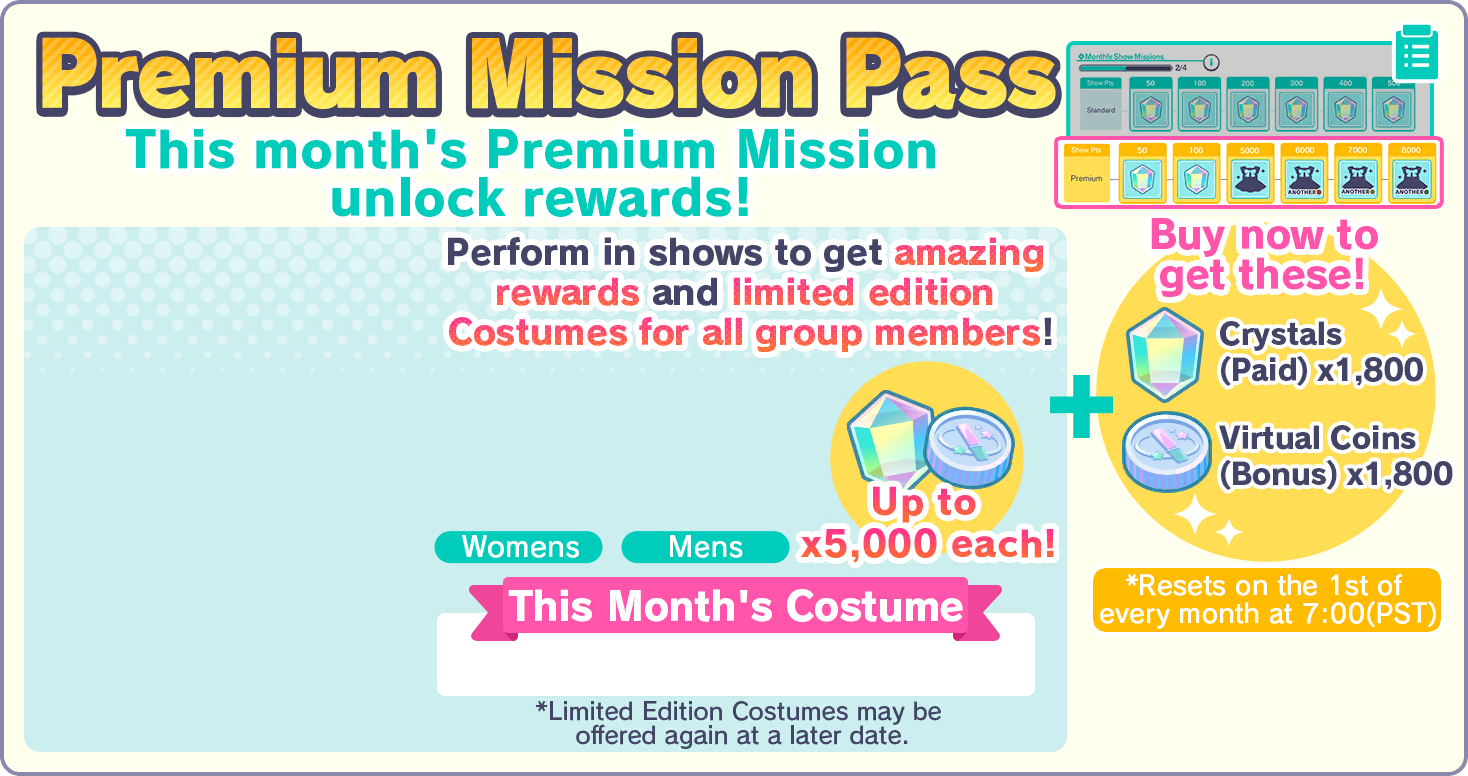 Premium Mission Pass
This month's Premium Mission
unlock rewards!
Monthly Show Missions
2/4
i
Show Pts 50 100 200 300 400 500
Standard
Show Pts 50 100 5000 6000 7000 8000
Premium
ANOTHER ANOTHER ANOTHER
Perform in shows to get amazing
rewards and limited edition
Costumes for all group members!
Up to
x5,000 each!
Womens
Mens
This Month's Costume
*Limited Edition Costumes may be
offered again at a later date.
+
Buy now to
get these!
Crystals
(Paid) x1,800
Virtual Coins
(Bonus) x1,800
*Resets on the 1st of
every month at 7:00(PST)